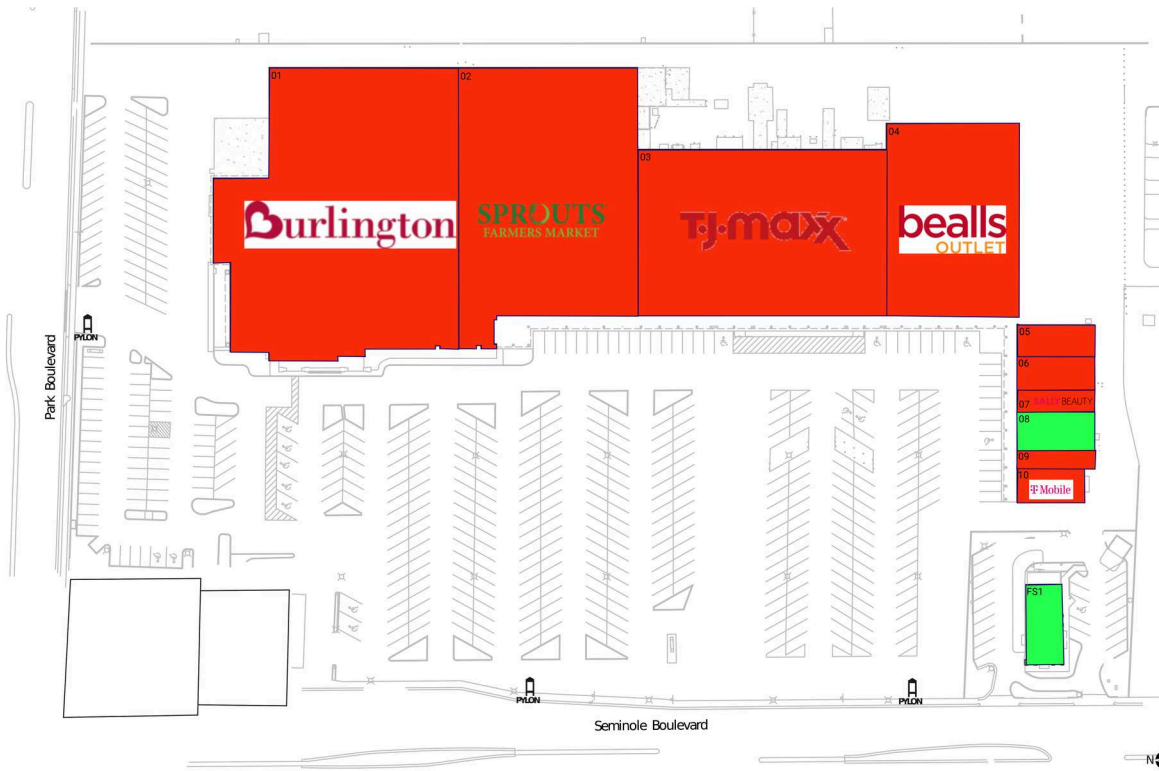 01
02
03
04
Burlington
SPROUTS
FARMERS MARKET
T·J·maxx
bealls
OUTLET
PYLON
Park Boulevard
05
06
07 SALLY BEAUTY
08
09
10
T Mobile
FS1
PYLON
PYLON
Seminole Boulevard
N